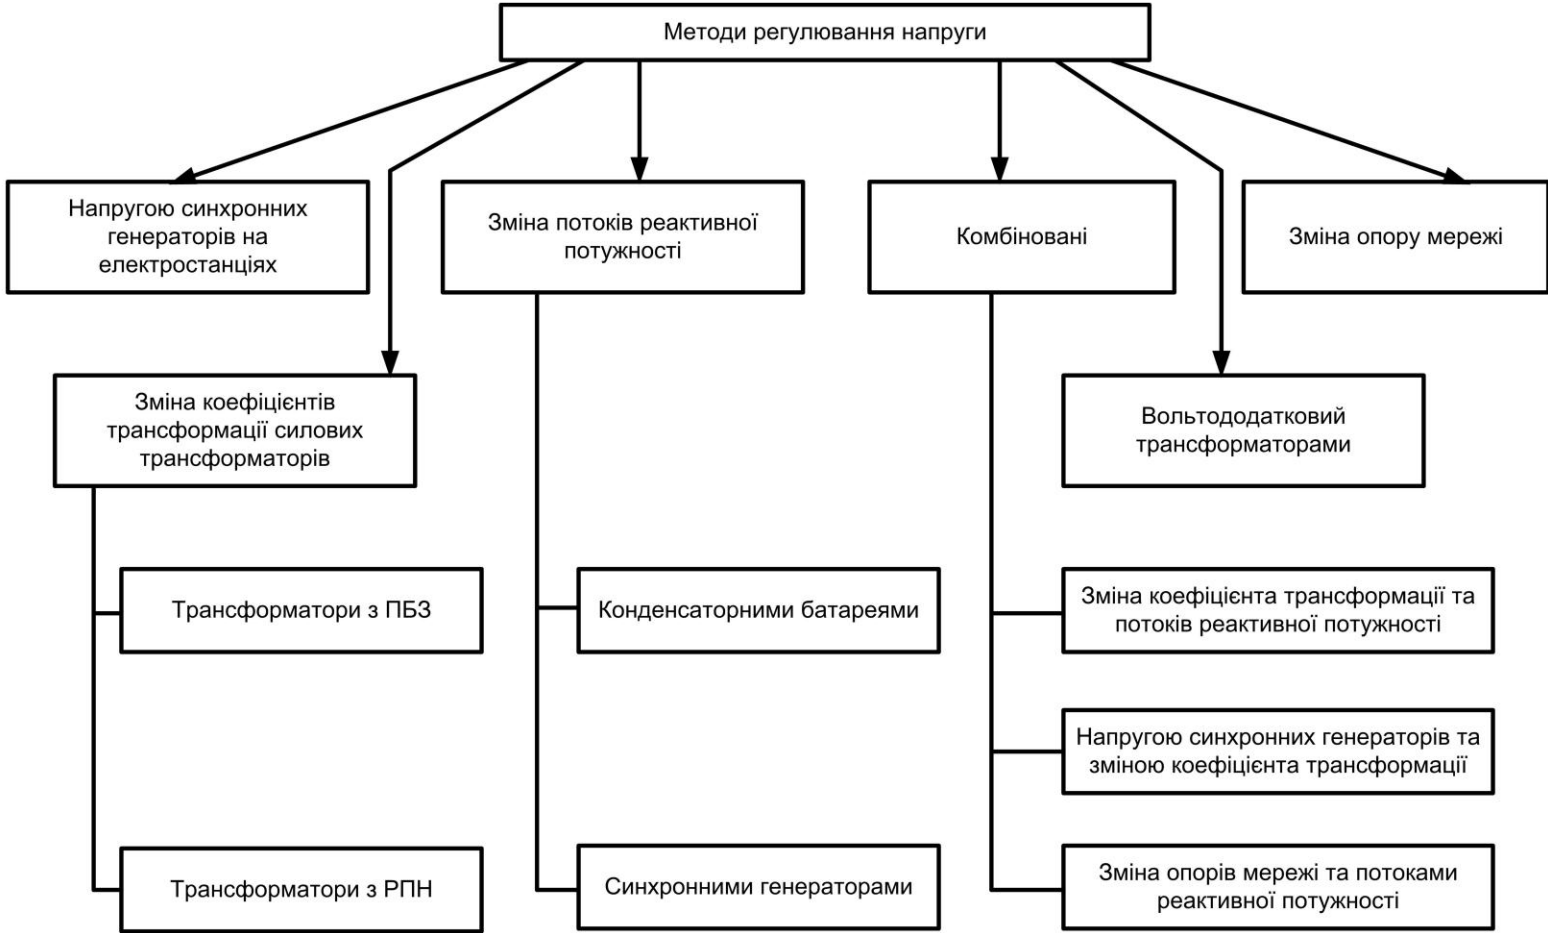 Методи регулювання напруги
Напругою синхронних
генераторів на
електростанціях
Зміна потоків реактивної
потужності
Комбіновані
Зміна опору мережі
Зміна коефіцієнтів
трансформації силових
трансформаторів
Вольтододатковий
трансформаторами
Трансформатори з ПБЗ
Конденсаторними батареями
Зміна коефіцієнта трансформації та
потоків реактивної потужності
Напругою синхронних генераторів та
зміною коефіцієнта трансформації
Трансформатори з РПН
Синхронними генераторами
Зміна опорів мережі та потоками
реактивної потужності